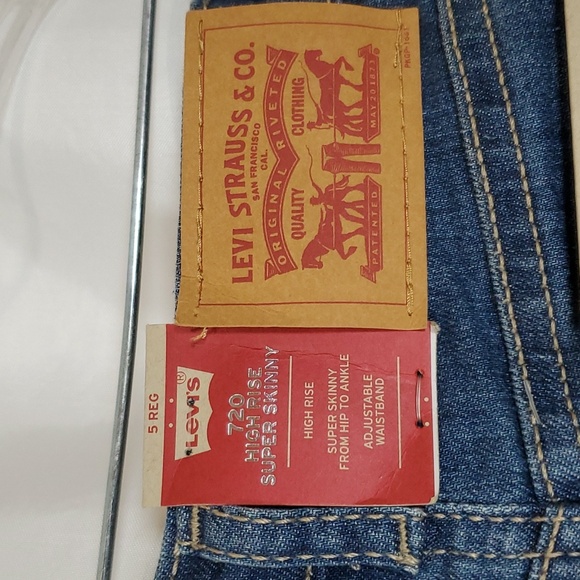 LEVI STRAUSS & CO.
SAN FRANCISCO
CAL.
ORIGINAL RIVETED
QUALITY CLOTHING
PATENTED MAY 20 1873
5 REG
Levi's®
720
HIGH RISE
SUPER SKINNY
HIGH RISE
SUPER SKINNY
FROM HIP TO ANKLE
ADJUSTABLE
WAISTBAND